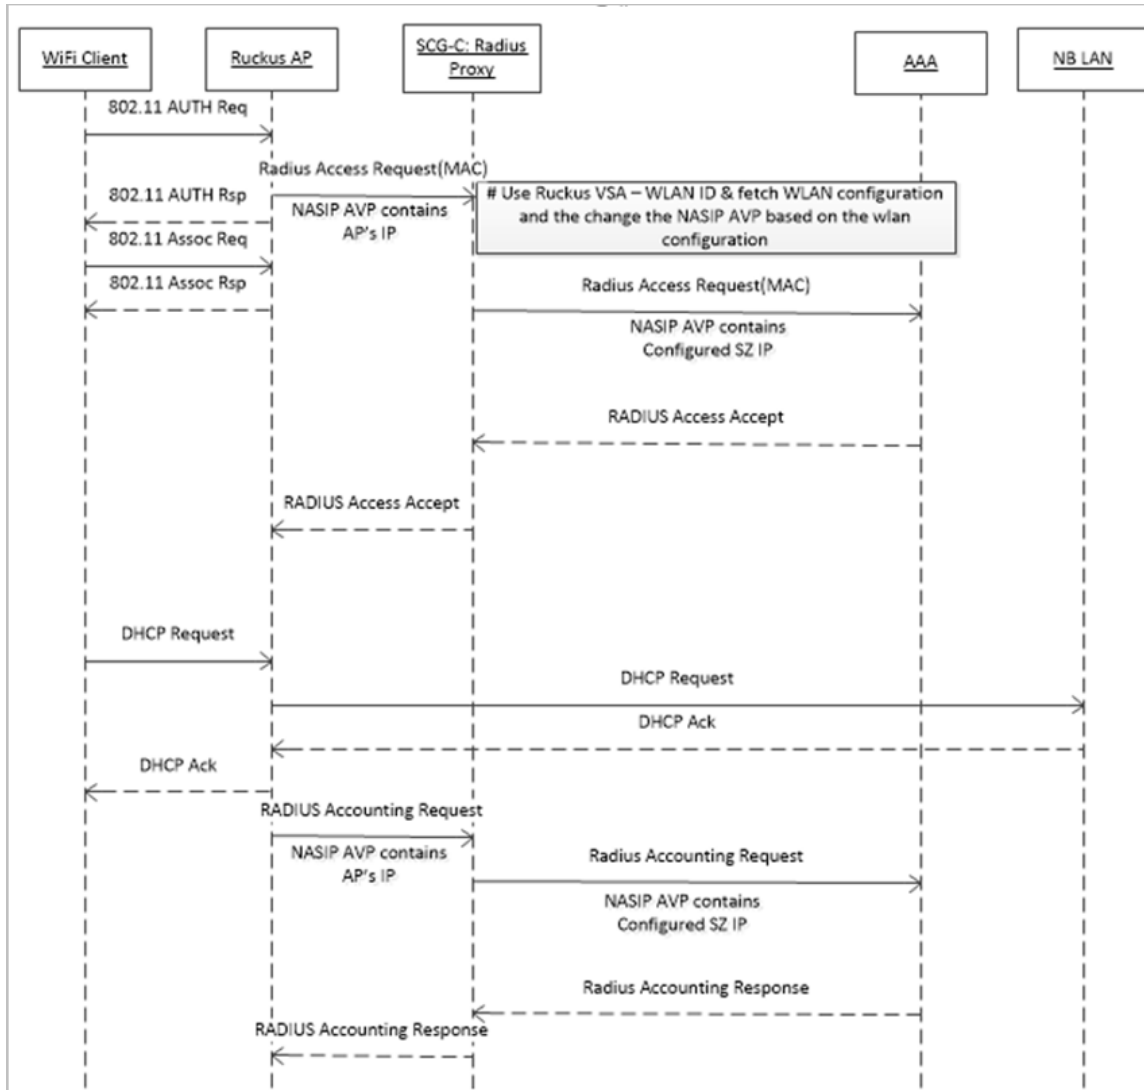 WiFi Client
Ruckus AP
SCG-C: Radius
Proxy
AAA
NB LAN
802.11 AUTH Req
Radius Access Request(MAC)
802.11 AUTH Rsp
NASIP AVP contains
AP's IP
# Use Ruckus VSA – WLAN ID & fetch WLAN configuration
and the change the NASIP AVP based on the wlan
configuration
802.11 Assoc Req
802.11 Assoc Rsp
Radius Access Request(MAC)
NASIP AVP contains
Configured SZ IP
RADIUS Access Accept
RADIUS Access Accept
DHCP Request
DHCP Request
DHCP Ack
DHCP Ack
RADIUS Accounting Request
NASIP AVP contains
AP's IP
Radius Accounting Request
NASIP AVP contains
Configured SZ IP
Radius Accounting Response
RADIUS Accounting Response